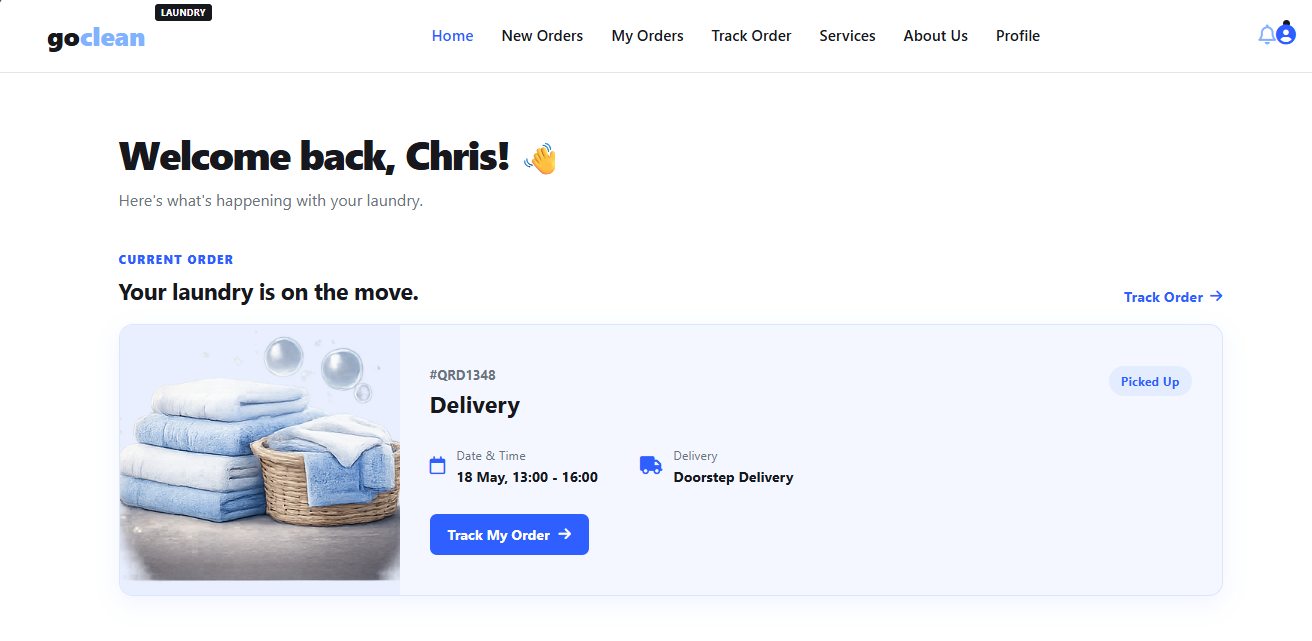 LAUNDRY
goclean
Home New Orders My Orders Track Order Services About Us Profile
Welcome back, Chris! 👋
Here's what's happening with your laundry.
CURRENT ORDER
Your laundry is on the move.
Track Order →
#QRD1348
Picked Up
Delivery
Date & Time
18 May, 13:00 - 16:00
Delivery
Doorstep Delivery
Track My Order →